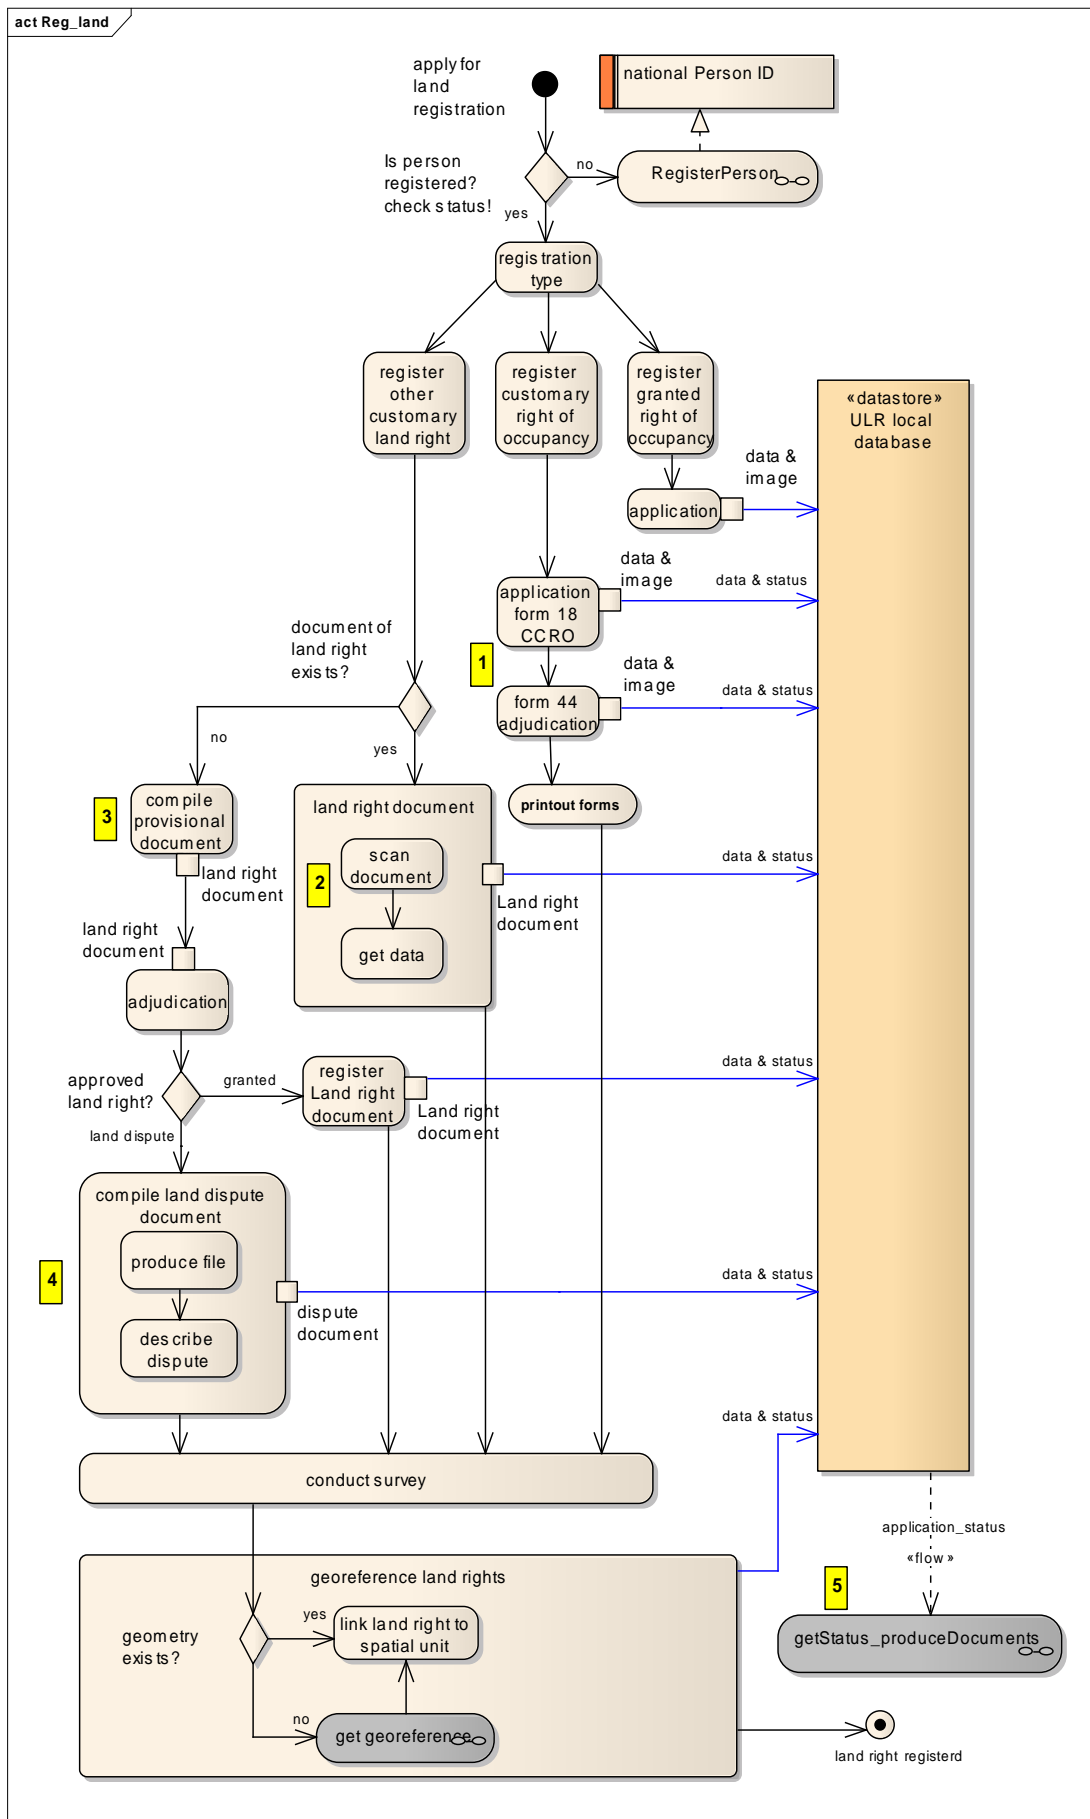 act Reg_land
apply for
land
registration
national Person ID
Is person
registered?
check status!
no
RegisterPerson
yes
registration
type
register
other
customary
land right
register
customary
right of
occupancy
register
granted
right of
occupancy
«datastore»
ULR local
database
data &
image
application
data &
image
data & status
application
form 18
CCRO
document of
land right
exists?
1
data &
image
data & status
form 44
adjudication
no
yes
3
compile
provisional
document
land right document
printout forms
2
scan
document
data & status
land right
document
Land right
document
get data
land right
document
adjudication
approved
land right?
granted
register
Land right
document
data & status
Land right
document
land dispute
compile land dispute
document
4
produce file
data & status
dispute
document
describe
dispute
data & status
conduct survey
application_status
«flow»
georeference land rights
5
yes
link land right to
spatial unit
geometry
exists?
getStatus_produceDocuments
no
get georeference
land right registerd